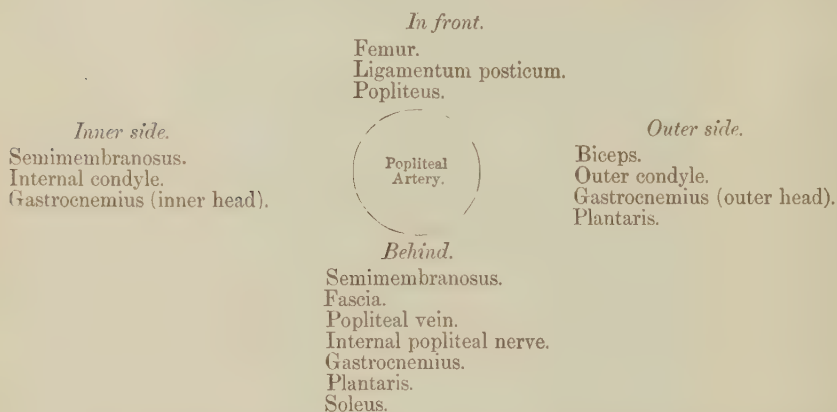 In front.
Femur.
Ligamentum posticum.
Popliteus.
Inner side.
Semimembranosus.
Internal condyle.
Gastrocnemius (inner head).
Popliteal
Artery.
Outer side.
Biceps.
Outer condyle.
Gastrocnemius (outer head).
Plantaris.
Behind.
Semimembranosus.
Fascia.
Popliteal vein.
Internal popliteal nerve.
Gastrocnemius.
Plantaris.
Soleus.